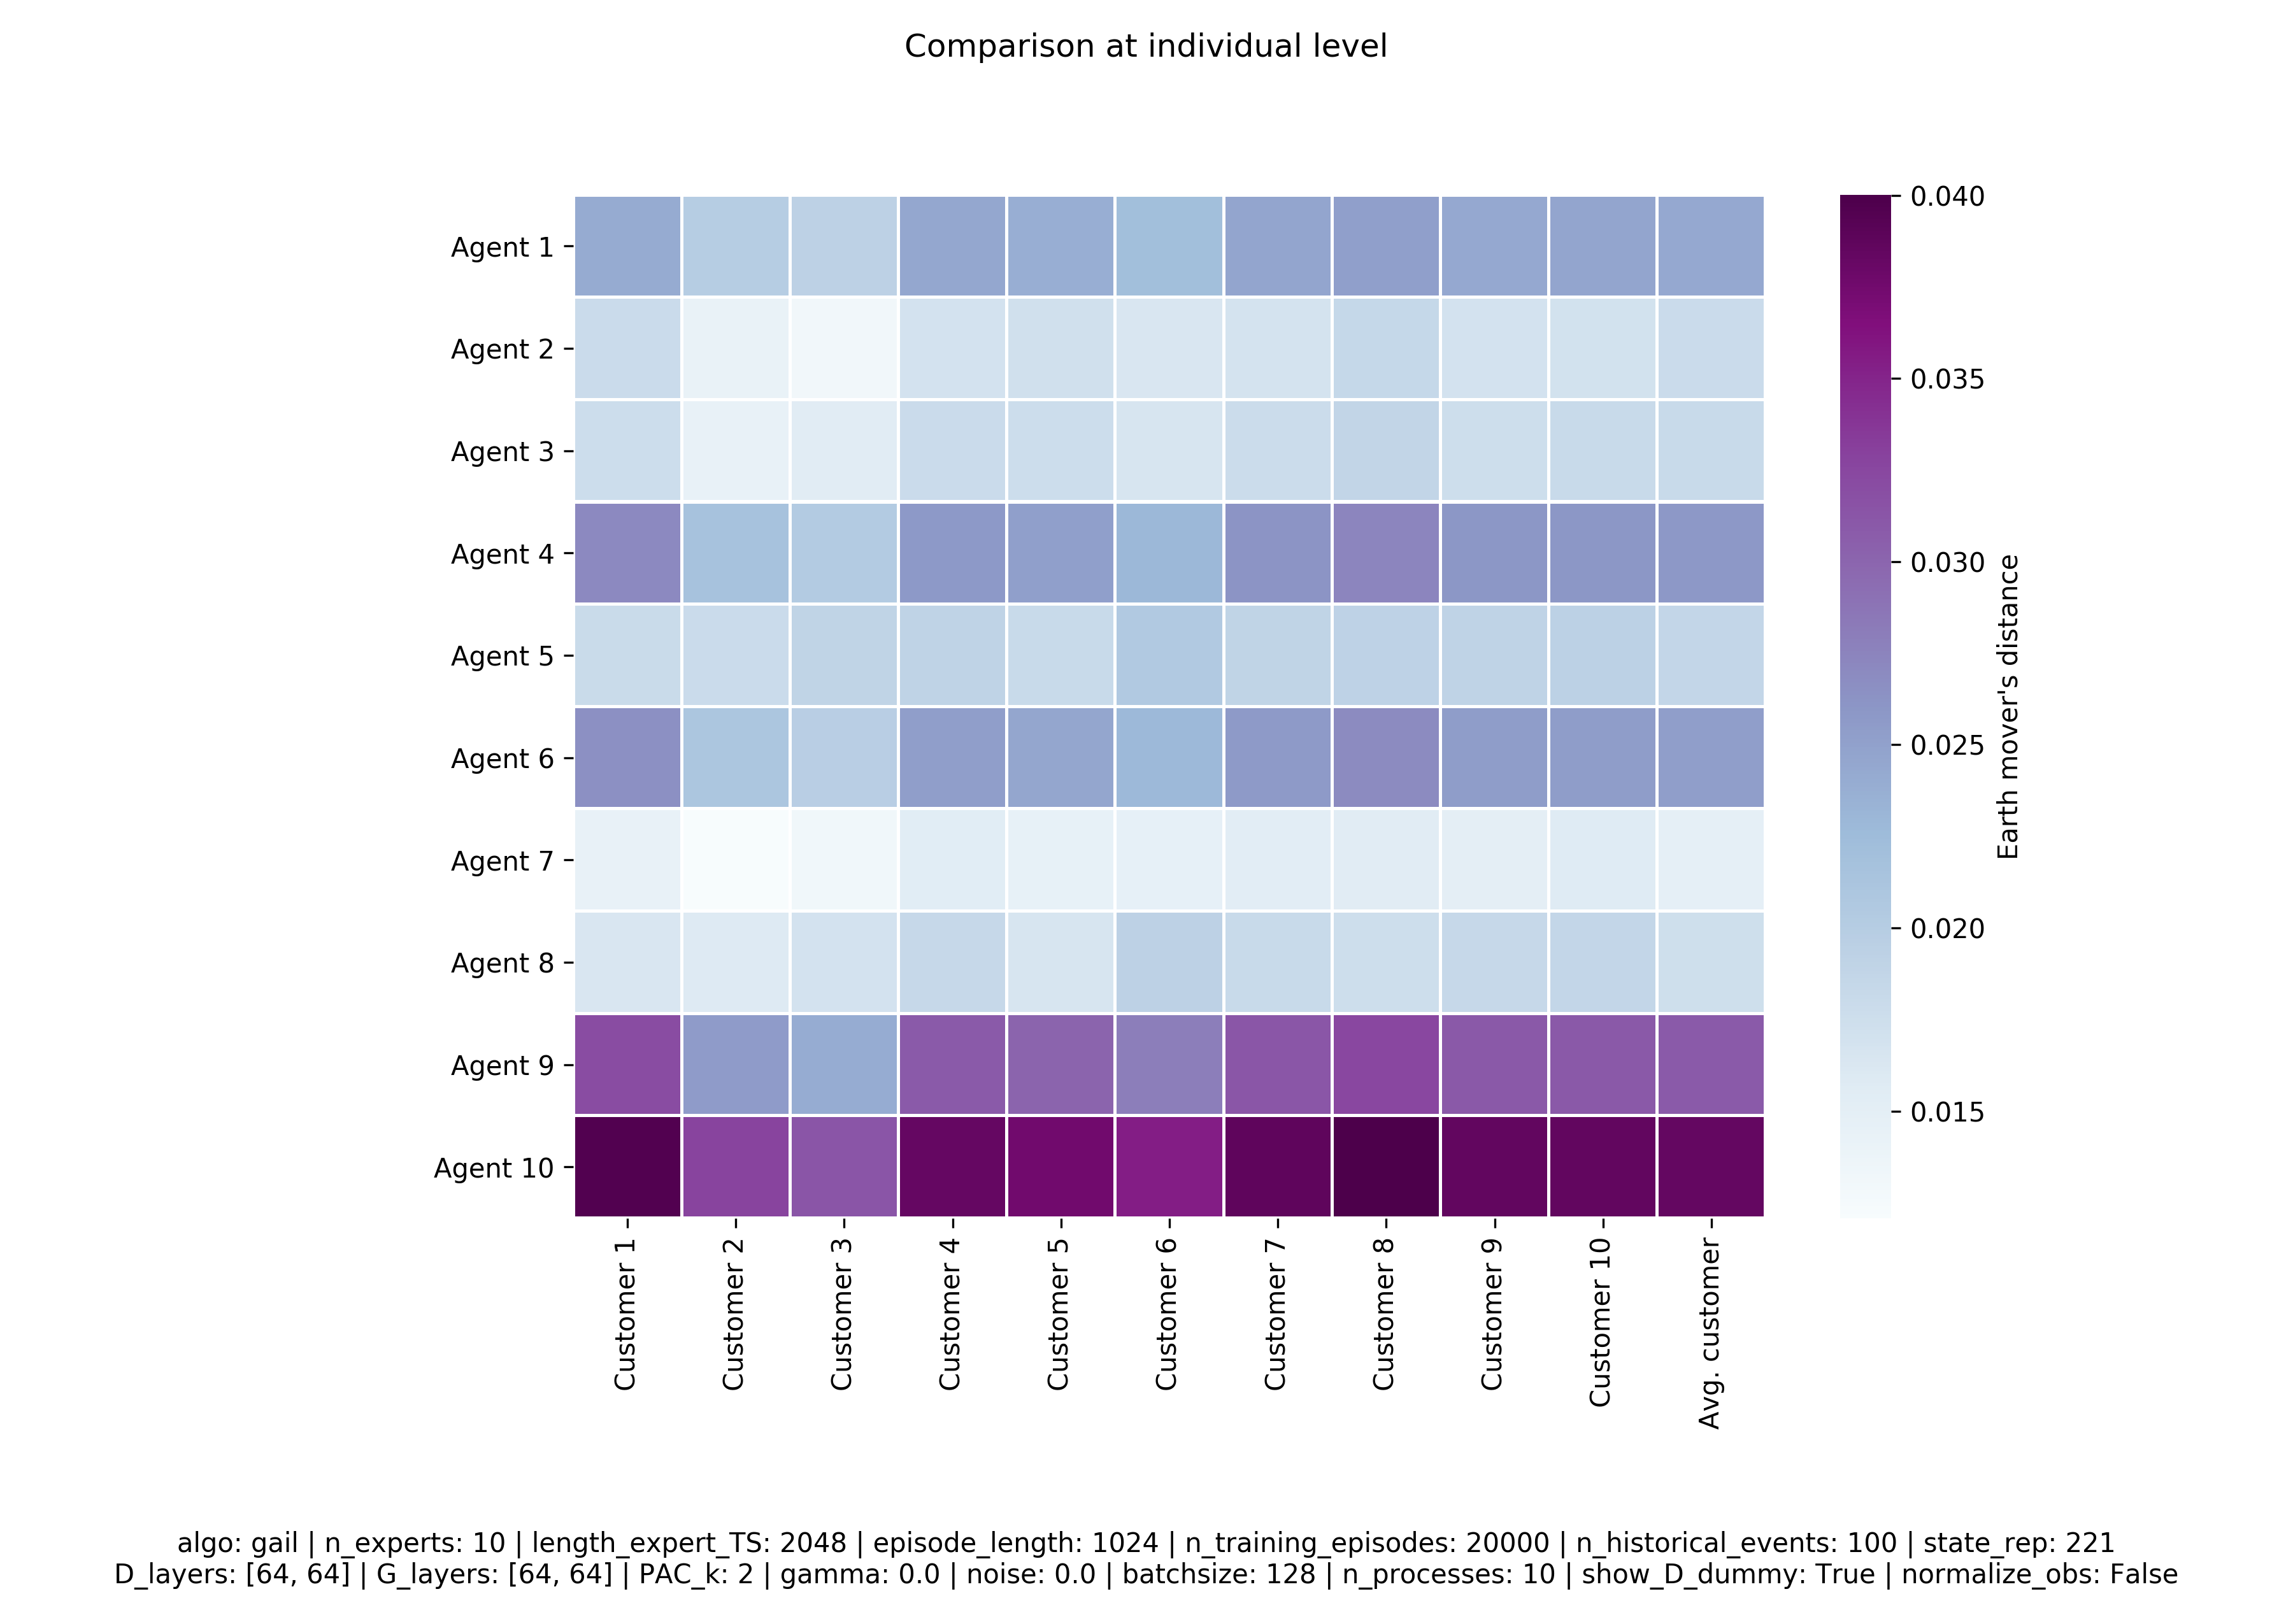 Comparison at individual level
Agent 1
Agent 2
Agent 3
Agent 4
Agent 5
Agent 6
Agent 7
Agent 8
Agent 9
Agent 10
Customer 1
Customer 2
Customer 3
Customer 4
Customer 5
Customer 6
Customer 7
Customer 8
Customer 9
Customer 10
Avg. customer
0.040
0.035
0.030
0.025
0.020
0.015
Earth mover's distance
algo: gail | n_experts: 10 | length_expert_TS: 2048 | episode_length: 1024 | n_training_episodes: 20000 | n_historical_events: 100 | state_rep: 221
D_layers: [64, 64] | G_layers: [64, 64] | PAC_k: 2 | gamma: 0.0 | noise: 0.0 | batchsize: 128 | n_processes: 10 | show_D_dummy: True | normalize_obs: False